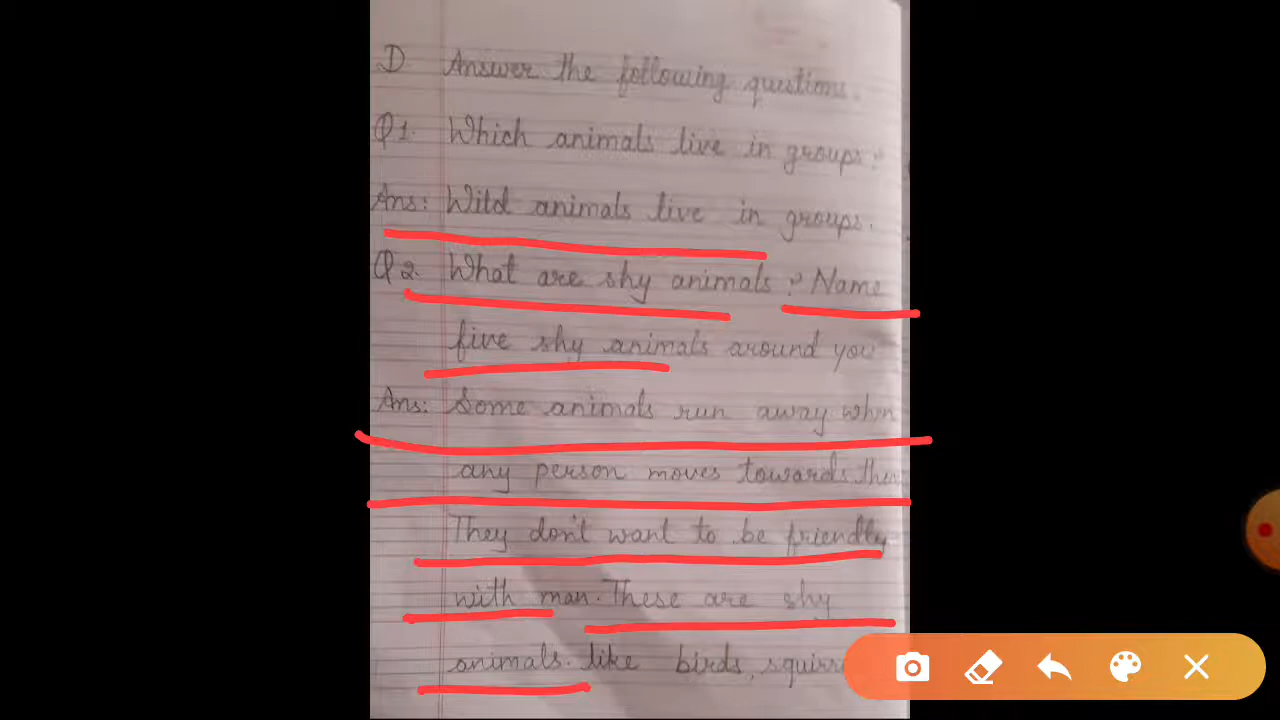 D Answer the following questions.
Q1. Which animals live in groups?
Ans: Wild animals live in groups.
Q2. What are shy animals? Name
five shy animals around you
Ans: Some animals run away when
any person moves towards them
They don't want to be friendly
with man. These are shy
animals. like birds,